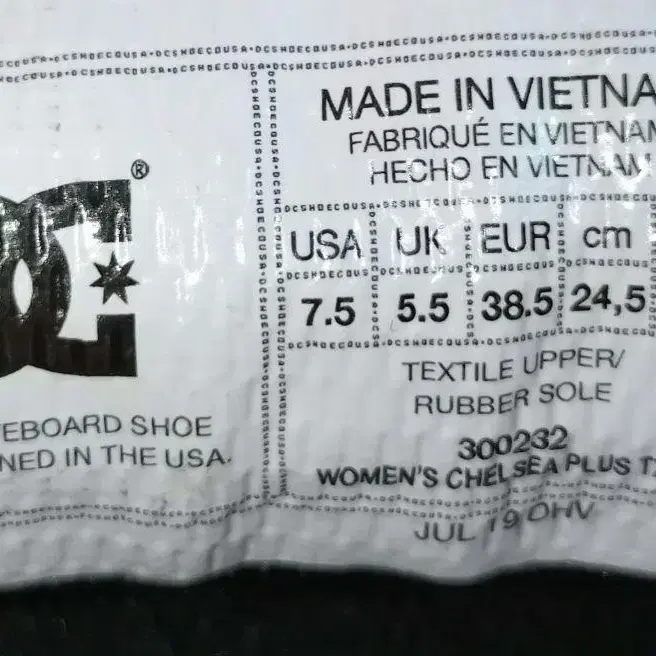 MADE IN VIETNA
FABRIQUÉ EN VIETNAM
HECHO EN VIETNAM
USA UK EUR cm
7.5 5.5 38.5 24,5
TEXTILE UPPER/
RUBBER SOLE
300232
WOMEN'S CHELSEA PLUS T
JUL 19 OHV
DC®
EBOARD SHOE
NED IN THE USA.